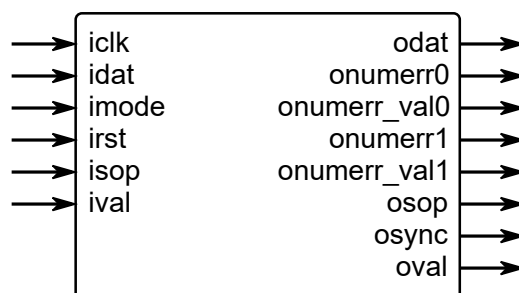 iclk odat
idat onumerr0
imode onumerr_val0
irst onumerr1
isop onumerr_val1
ival osop
osync
oval